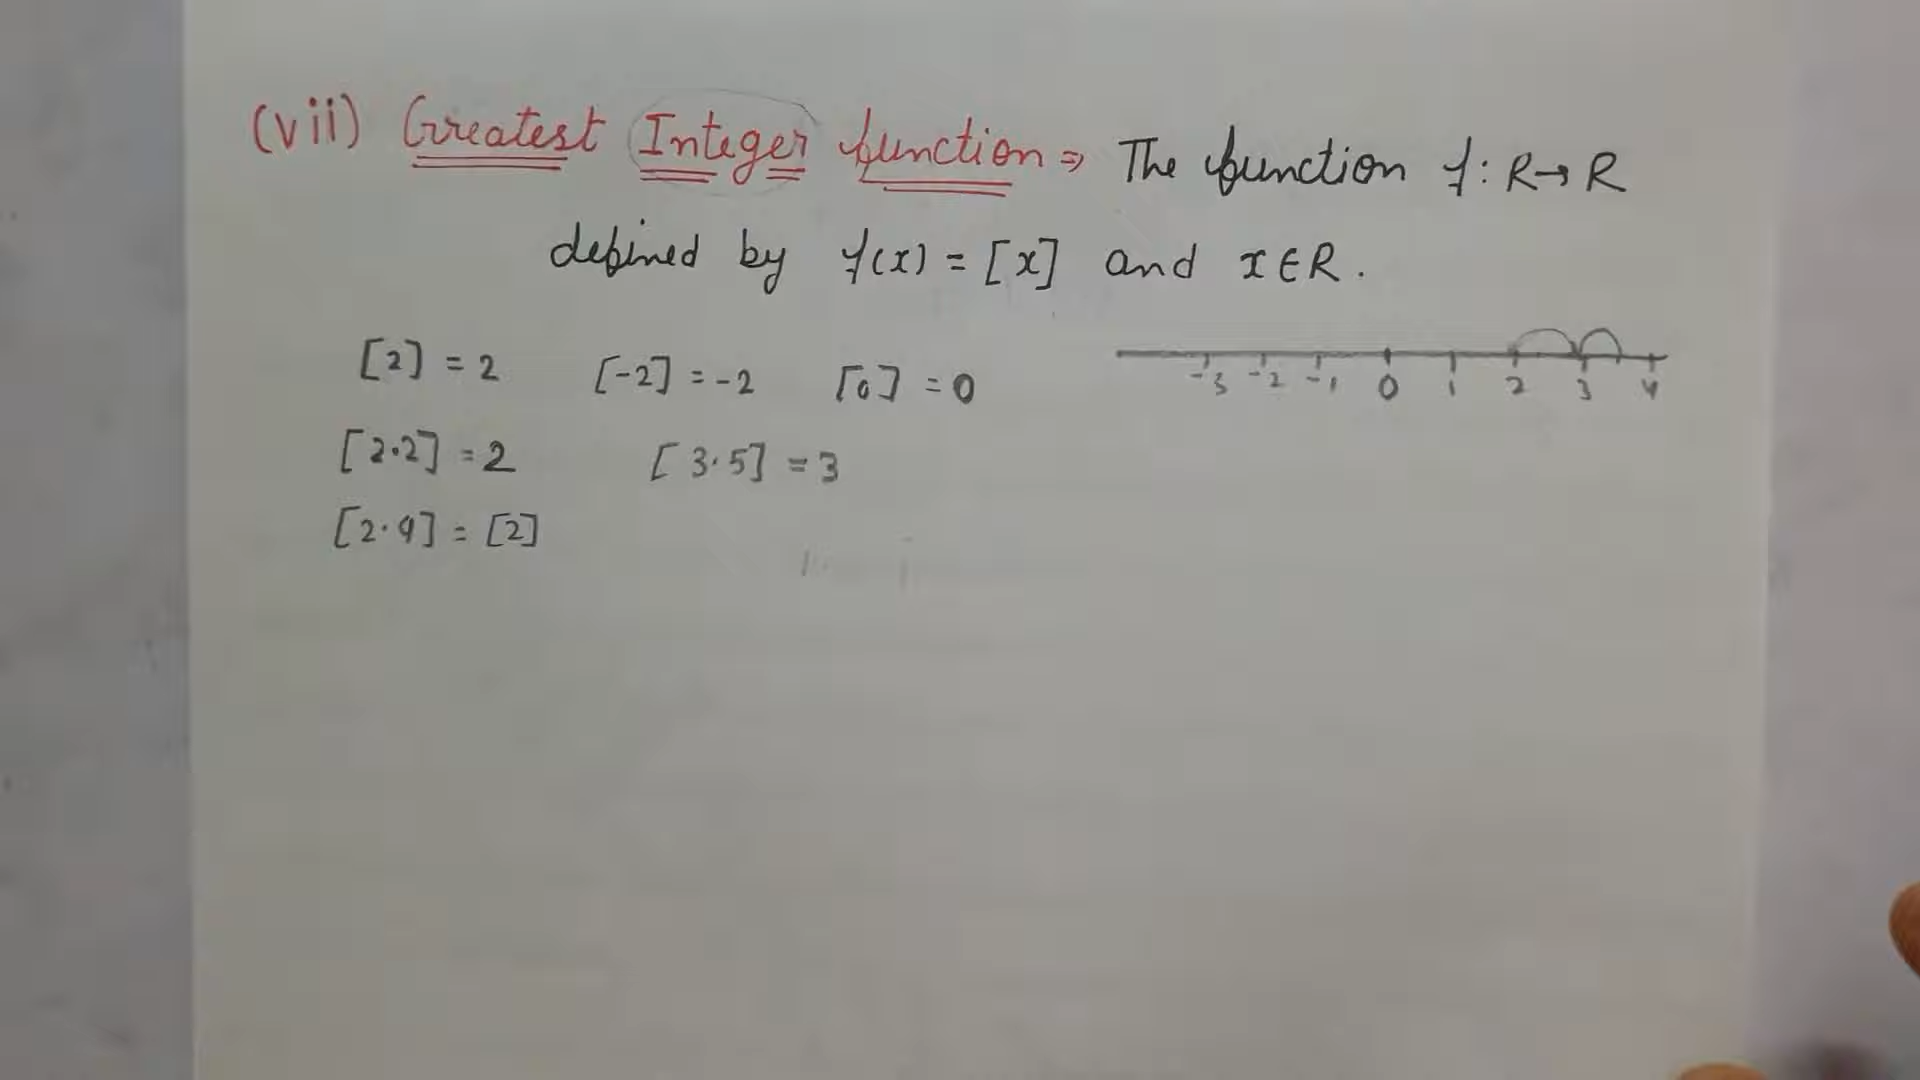 (vii) Greatest Integer function ⇒ The function f: R→R
defined by f(x) = [x] and x∈R.
[2] = 2 [-2] = -2 [0] = 0
-3 -2 -1 0 1 2 3 4
[2.2] = 2 [3.5] = 3
[2.9] = [2]